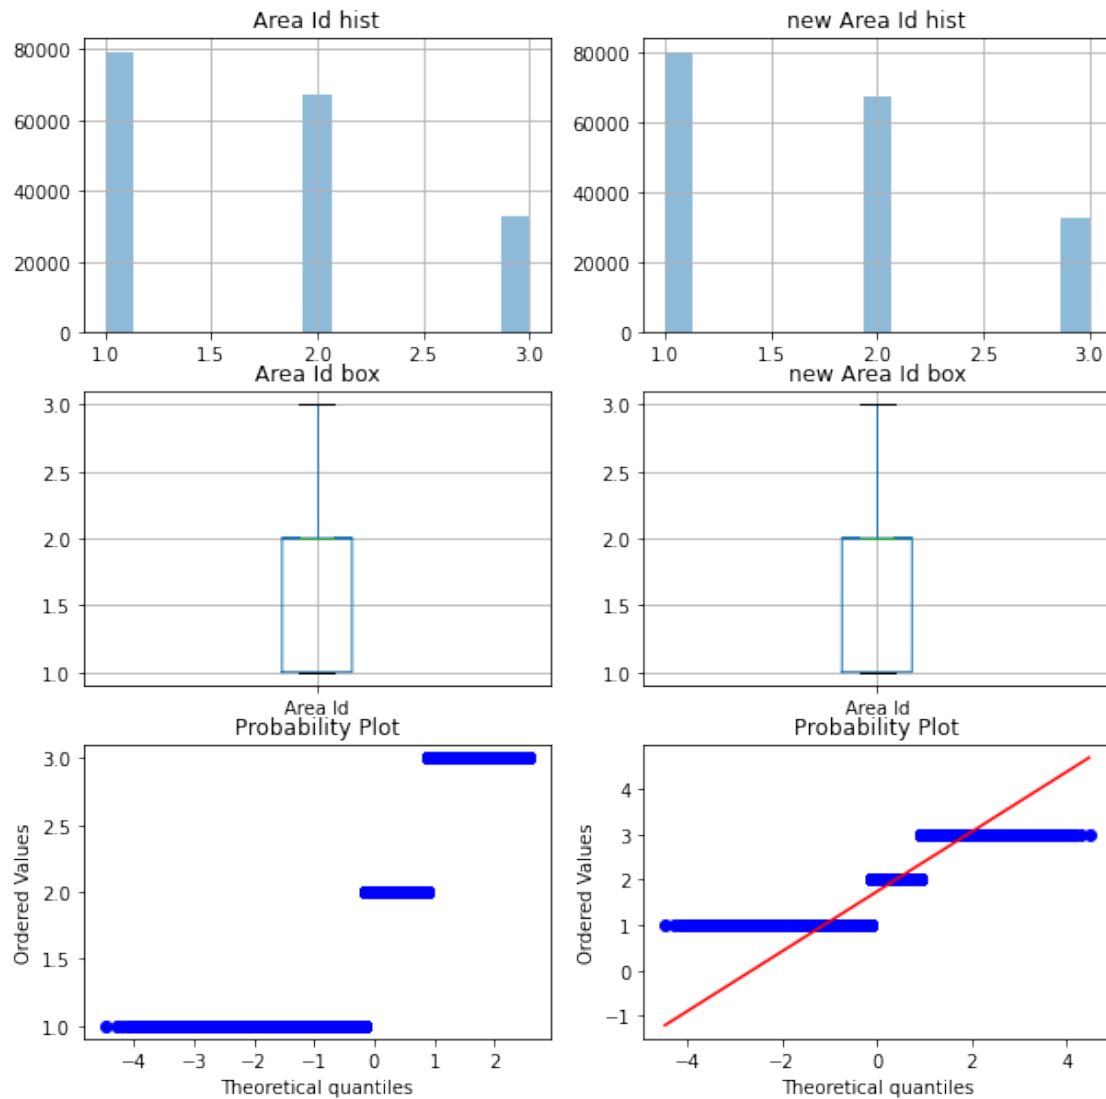 Area Id hist
80000
60000
40000
20000
0
1.0 1.5 2.0 2.5 3.0
new Area Id hist
80000
60000
40000
20000
0
1.0 1.5 2.0 2.5 3.0
Area Id box
3.0
2.5
2.0
1.5
1.0
Area Id
new Area Id box
3.0
2.5
2.0
1.5
1.0
Area Id
Probability Plot
Ordered Values
3.0
2.5
2.0
1.5
1.0
−4 −3 −2 −1 0 1 2
Theoretical quantiles
Probability Plot
Ordered Values
4
3
2
1
0
−1
−4 −2 0 2 4
Theoretical quantiles